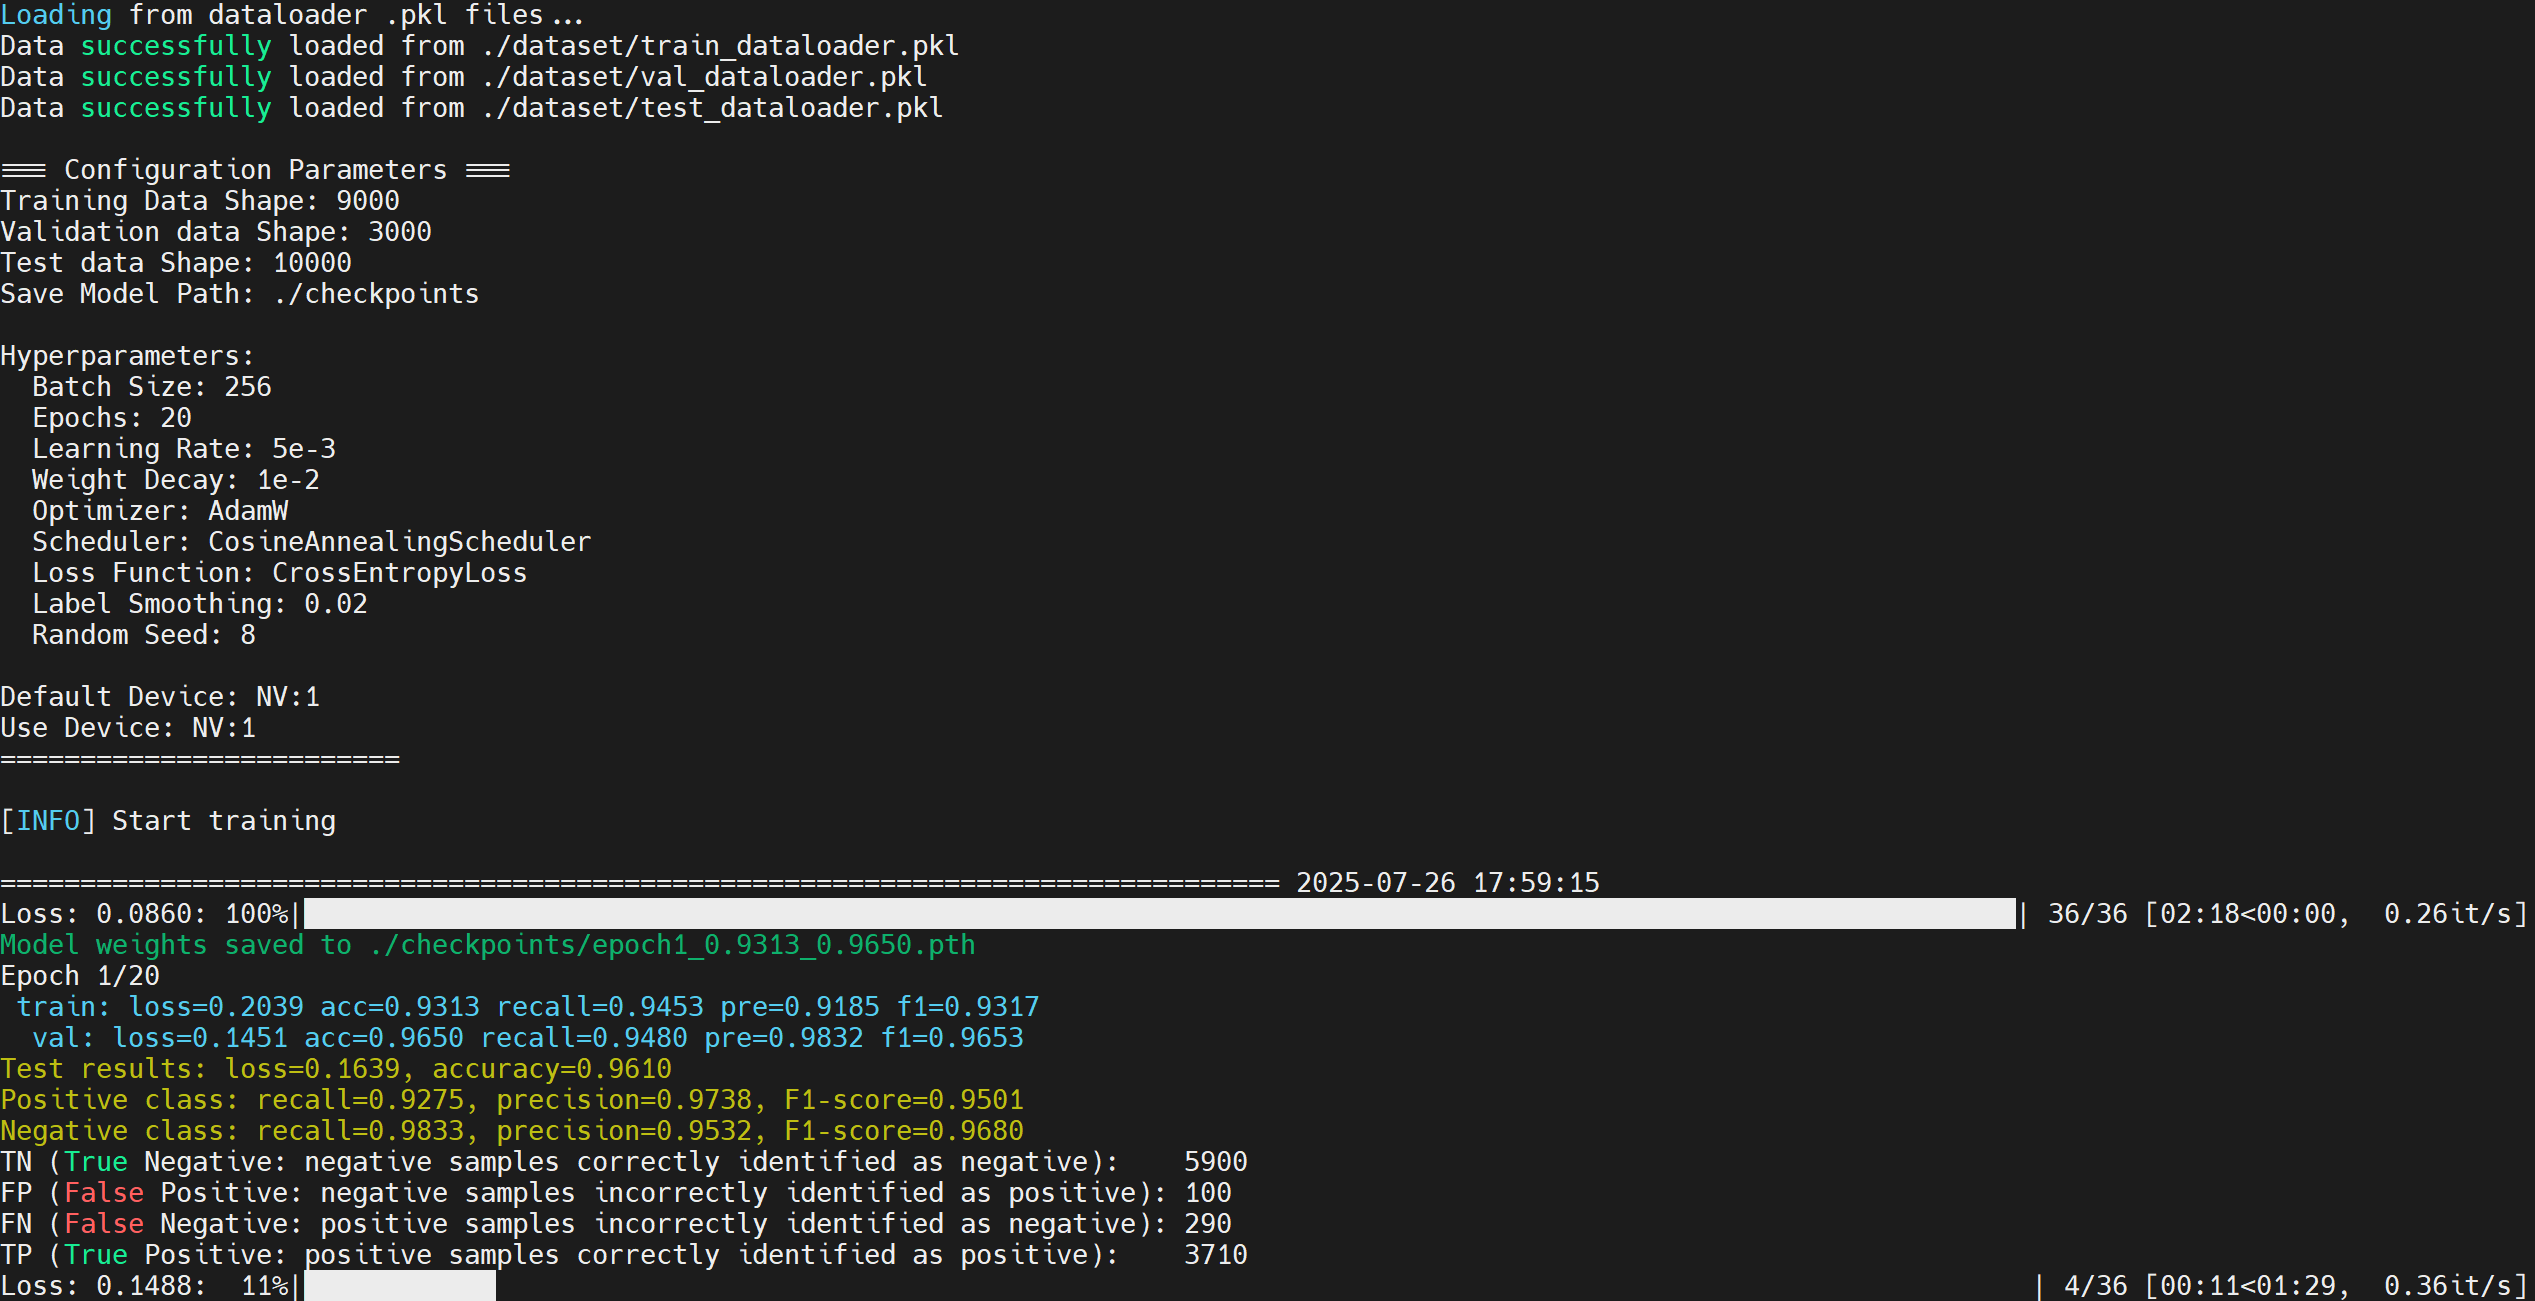 Loading from dataloader .pkl files...
Data successfully loaded from ./dataset/train_dataloader.pkl
Data successfully loaded from ./dataset/val_dataloader.pkl
Data successfully loaded from ./dataset/test_dataloader.pkl
=== Configuration Parameters ===
Training Data Shape: 9000
Validation data Shape: 3000
Test data Shape: 10000
Save Model Path: ./checkpoints
Hyperparameters:
  Batch Size: 256
  Epochs: 20
  Learning Rate: 5e-3
  Weight Decay: 1e-2
  Optimizer: AdamW
  Scheduler: CosineAnnealingScheduler
  Loss Function: CrossEntropyLoss
  Label Smoothing: 0.02
  Random Seed: 8
Default Device: NV:1
Use Device: NV:1
=========================
[INFO] Start training
================================================================================ 2025-07-26 17:59:15
Loss: 0.0860: 100%|          | 36/36 [02:18<00:00,  0.26it/s]
Model weights saved to ./checkpoints/epoch1_0.9313_0.9650.pth
Epoch 1/20
 train: loss=0.2039 acc=0.9313 recall=0.9453 pre=0.9185 f1=0.9317
  val: loss=0.1451 acc=0.9650 recall=0.9480 pre=0.9832 f1=0.9653
Test results: loss=0.1639, accuracy=0.9610
Positive class: recall=0.9275, precision=0.9738, F1-score=0.9501
Negative class: recall=0.9833, precision=0.9532, F1-score=0.9680
TN (True Negative: negative samples correctly identified as negative):    5900
FP (False Positive: negative samples incorrectly identified as positive): 100
FN (False Negative: positive samples incorrectly identified as negative): 290
TP (True Positive: positive samples correctly identified as positive):    3710
Loss: 0.1488:  11%|          | 4/36 [00:11<01:29,  0.36it/s]